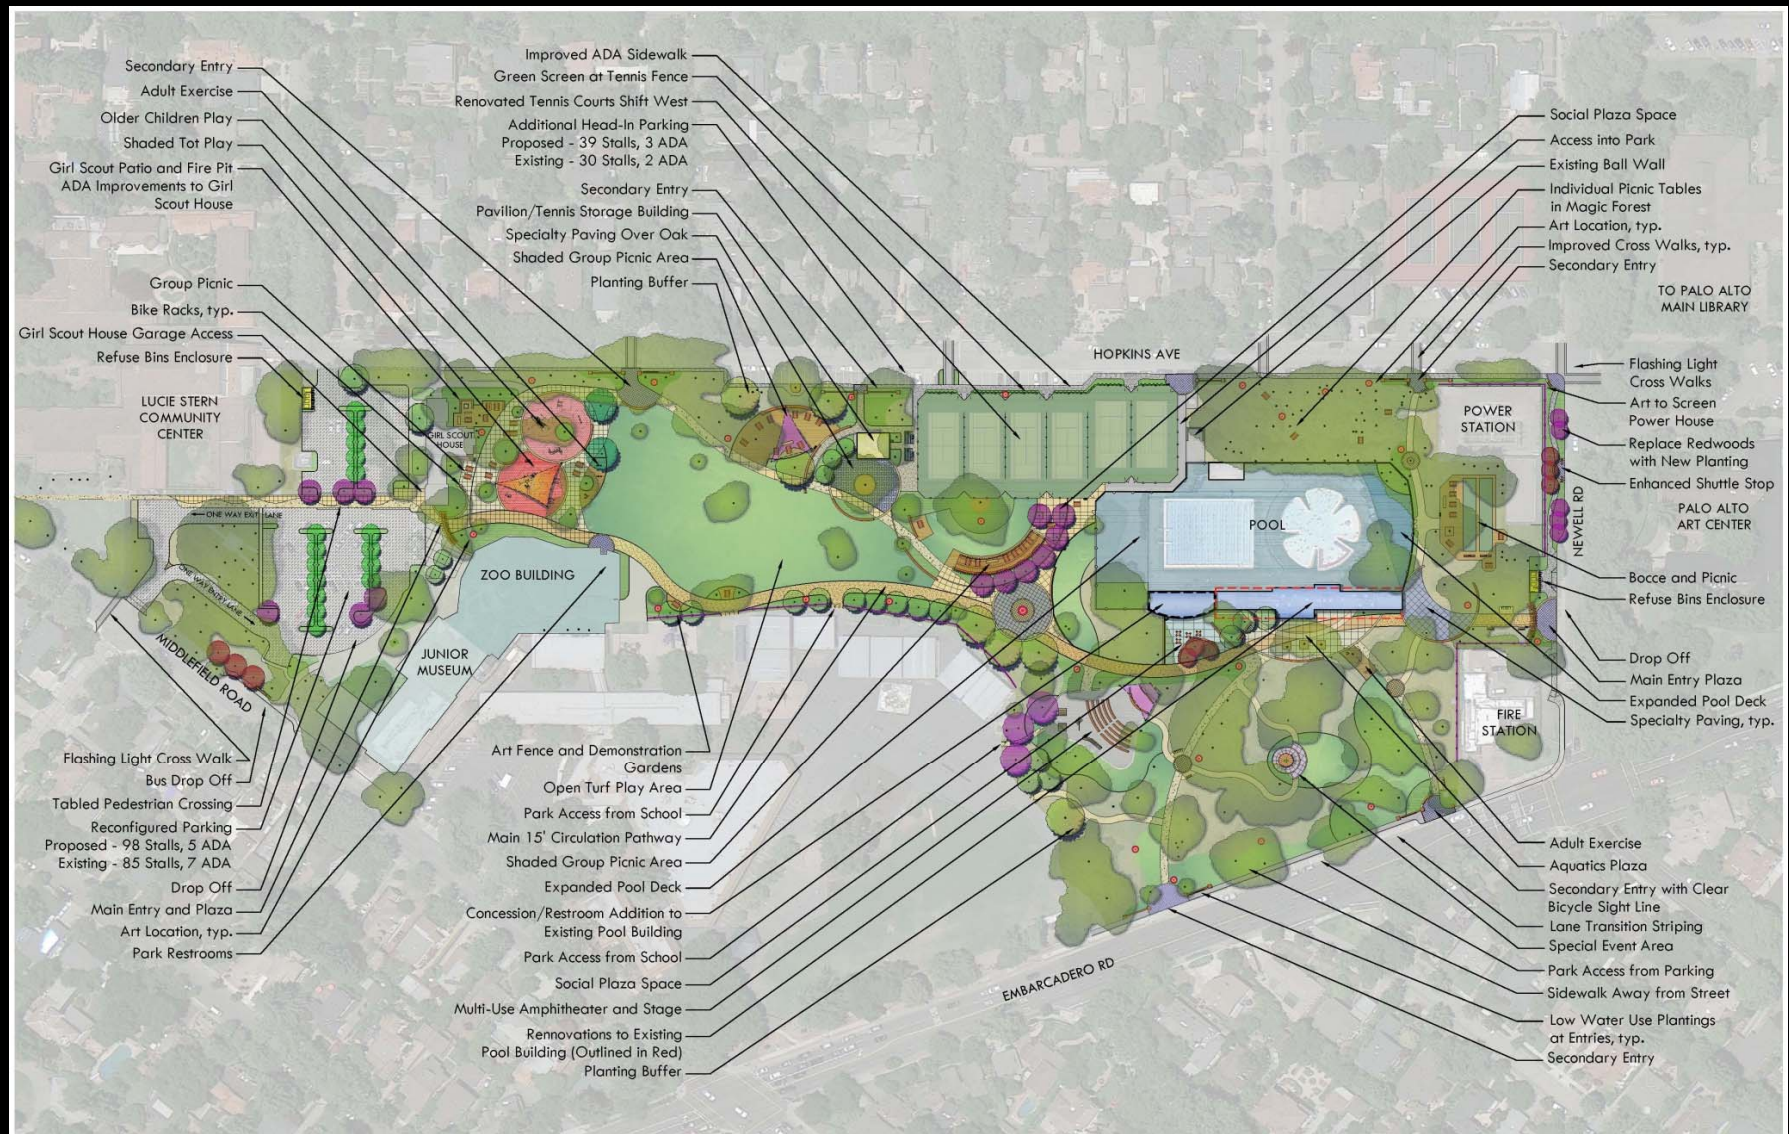 Secondary Entry
Adult Exercise
Older Children Play
Shaded Tot Play
Girl Scout Patio and Fire Pit
ADA Improvements to Girl
Scout House
Group Picnic
Bike Racks, typ.
Girl Scout House Garage Access
Refuse Bins Enclosure
Improved ADA Sidewalk
Green Screen at Tennis Fence
Renovated Tennis Courts Shift West
Additional Head-In Parking
Proposed - 39 Stalls, 3 ADA
Existing - 30 Stalls, 2 ADA
Secondary Entry
Pavilion/Tennis Storage Building
Specialty Paving Over Oak
Shaded Group Picnic Area
Planting Buffer
Social Plaza Space
Access into Park
Existing Ball Wall
Individual Picnic Tables
in Magic Forest
Art Location, typ.
Improved Cross Walks, typ.
Secondary Entry
TO PALO ALTO
MAIN LIBRARY
HOPKINS AVE
Flashing Light
Cross Walks
Art to Screen
Power House
Replace Redwoods
with New Planting
Enhanced Shuttle Stop
PALO ALTO
ART CENTER
NEWELL RD
Bocce and Picnic
Refuse Bins Enclosure
Drop Off
Main Entry Plaza
Expanded Pool Deck
Specialty Paving, typ.
LUCIE STERN
COMMUNITY
CENTER
GIRL SCOUT
HOUSE
POWER
STATION
POOL
ONE WAY EXIT LANE
ONE WAY ENTRY LANE
ZOO BUILDING
JUNIOR
MUSEUM
MIDDLEFIELD ROAD
FIRE
STATION
EMBARCADERO RD
Flashing Light Cross Walk
Bus Drop Off
Tabled Pedestrian Crossing
Reconfigured Parking
Proposed - 98 Stalls, 5 ADA
Existing - 85 Stalls, 7 ADA
Drop Off
Main Entry and Plaza
Art Location, typ.
Park Restrooms
Art Fence and Demonstration
Gardens
Open Turf Play Area
Park Access from School
Main 15' Circulation Pathway
Shaded Group Picnic Area
Expanded Pool Deck
Concession/Restroom Addition to
Existing Pool Building
Park Access from School
Social Plaza Space
Multi-Use Amphitheater and Stage
Rennovations to Existing
Pool Building (Outlined in Red)
Planting Buffer
Adult Exercise
Aquatics Plaza
Secondary Entry with Clear
Bicycle Sight Line
Lane Transition Striping
Special Event Area
Park Access from Parking
Sidewalk Away from Street
Low Water Use Plantings
at Entries, typ.
Secondary Entry